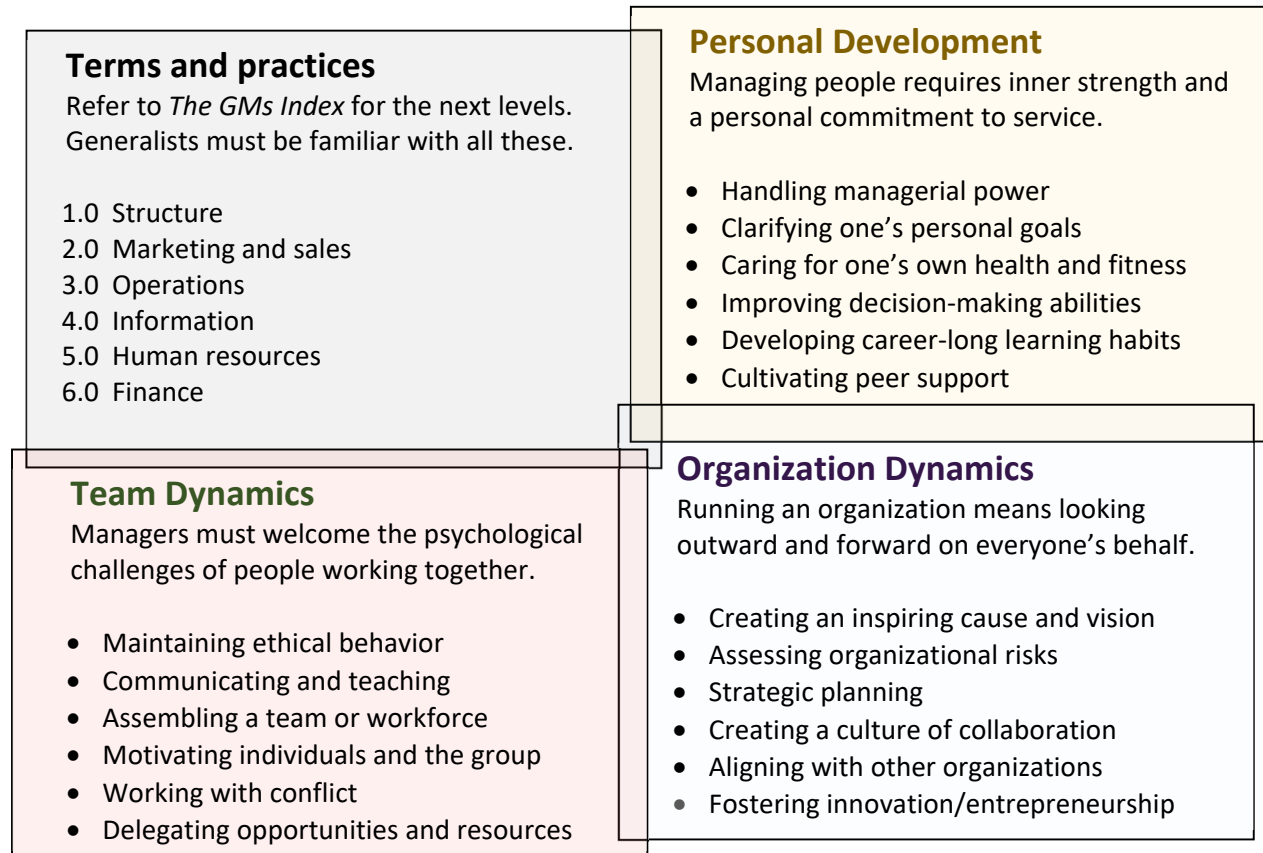 Terms and practices
Refer to The GMs Index for the next levels.
Generalists must be familiar with all these.
1.0 Structure
2.0 Marketing and sales
3.0 Operations
4.0 Information
5.0 Human resources
6.0 Finance
Personal Development
Managing people requires inner strength and
a personal commitment to service.
• Handling managerial power
• Clarifying one’s personal goals
• Caring for one’s own health and fitness
• Improving decision-making abilities
• Developing career-long learning habits
• Cultivating peer support
Team Dynamics
Managers must welcome the psychological
challenges of people working together.
• Maintaining ethical behavior
• Communicating and teaching
• Assembling a team or workforce
• Motivating individuals and the group
• Working with conflict
• Delegating opportunities and resources
Organization Dynamics
Running an organization means looking
outward and forward on everyone’s behalf.
• Creating an inspiring cause and vision
• Assessing organizational risks
• Strategic planning
• Creating a culture of collaboration
• Aligning with other organizations
• Fostering innovation/entrepreneurship